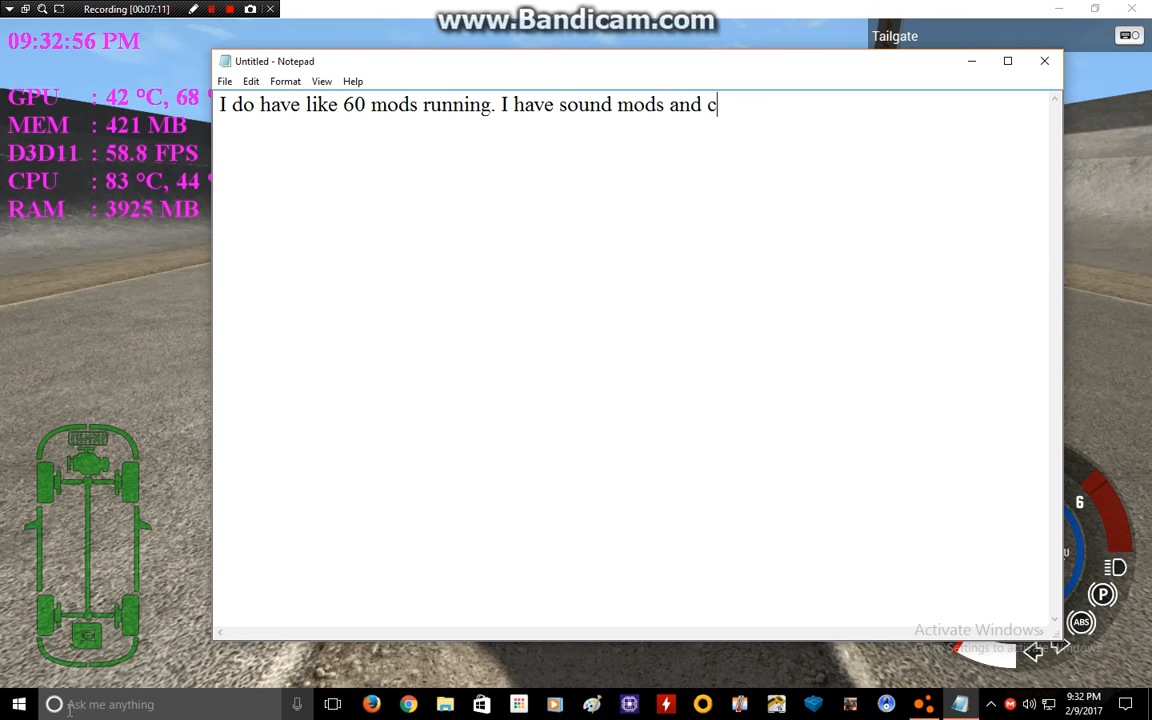 Recording [00:07:11]
www.Bandicam.com
09:32:56 PM
Tailgate
Untitled - Notepad
File Edit Format View Help
I do have like 60 mods running. I have sound mods and c
GPU : 42 °C, 68
MEM : 421 MB
D3D11 : 58.8 FPS
CPU : 83 °C, 44
RAM : 3925 MB
6
P
ABS
Activate Windows
Go to Settings to activate Windows.
Ask me anything
9:32 PM
2/9/2017